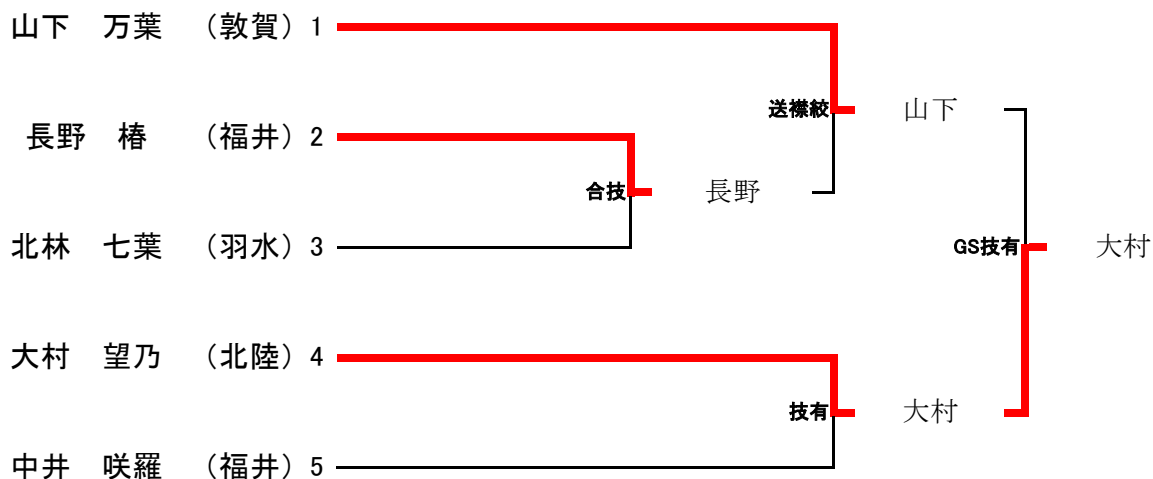 山下　万葉　（敦賀）1
送襟絞　山下
長野　椿　（福井）2
合技　長野
北林　七葉　（羽水）3
GS技有　大村
大村　望乃　（北陸）4
技有　大村
中井　咲羅　（福井）5